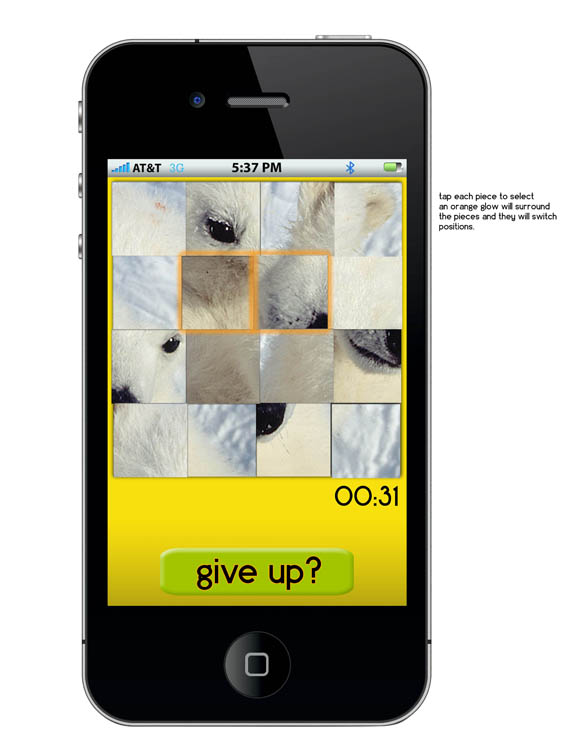 AT&T 3G 5:37 PM
tap each piece to select
an orange glow will surround
the pieces and they will switch
positions.
00:31
give up?